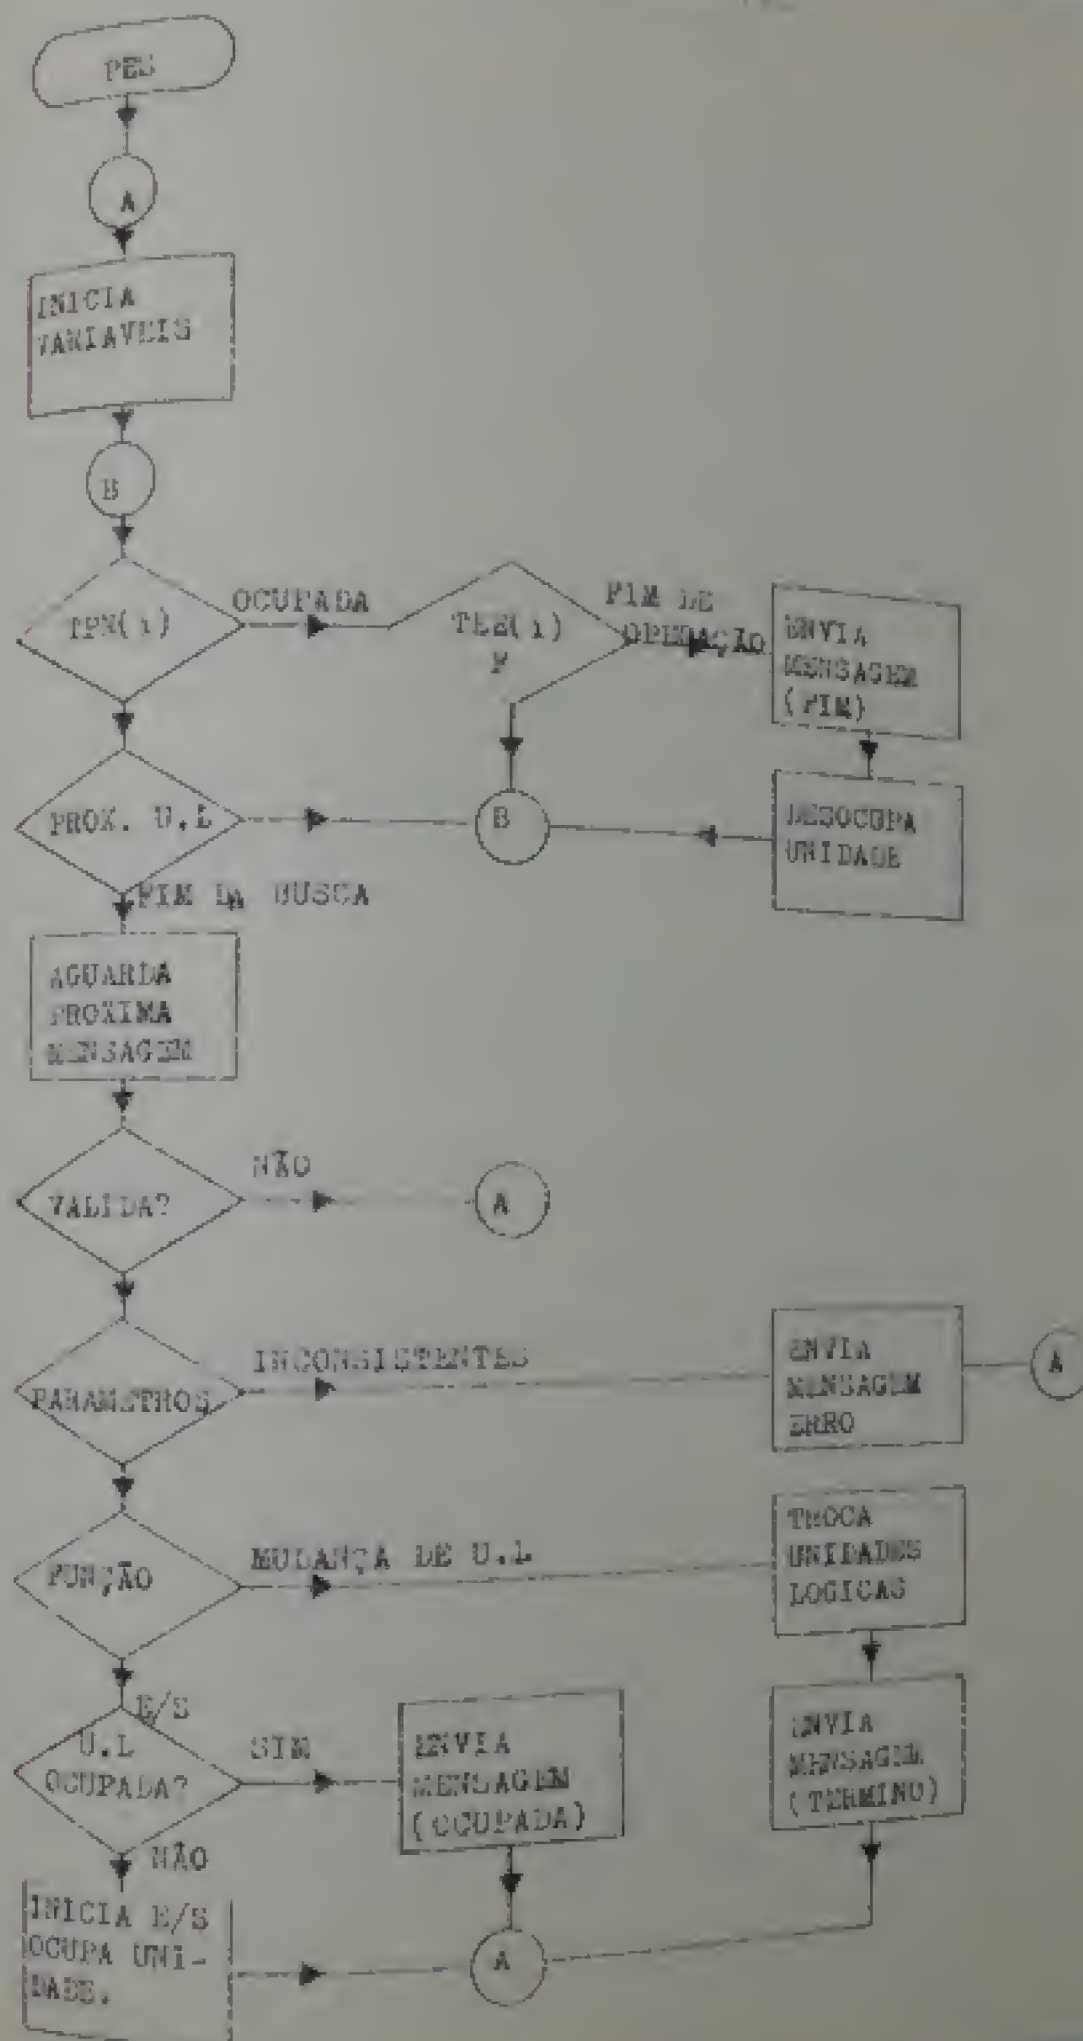 PES
A
INICIA
VARIAVEIS
B
OCUPADA
FIM DE
OPERAÇÃO
ENVIA
MENSAGEM
(FIM)
PROX. U.L
B
DESOCUPA
UNIDADE
FIM DA BUSCA
AGUARDA
PROXIMA
MENSAGEM
VALIDA?
NÃO
A
PARAMETROS
INCONSISTENTES
ENVIA
MENSAGEM
ERRO
A
FUNÇÃO
MUDANÇA DE U.L
TROCA
UNIDADES
LOGICAS
E/S
U.L
OCUPADA?
SIM
ENVIA
MENSAGEM
(OCUPADA)
ENVIA
MENSAGEM
(TERMINO)
NÃO
INICIA E/S
OCUPA UNI-
DADE.
A